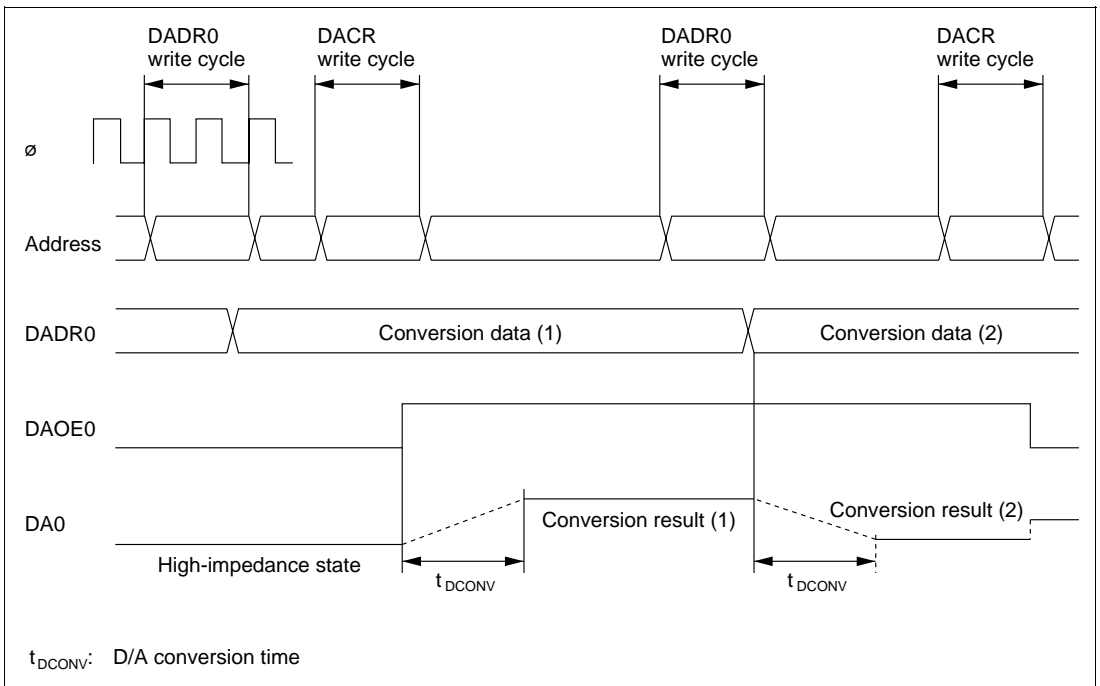 DADR0 write cycle
DACR write cycle
DADR0 write cycle
DACR write cycle
ø
Address
DADR0
Conversion data (1)
Conversion data (2)
DAOE0
DA0
Conversion result (1)
Conversion result (2)
High-impedance state
t DCONV
t DCONV
tDCONV: D/A conversion time